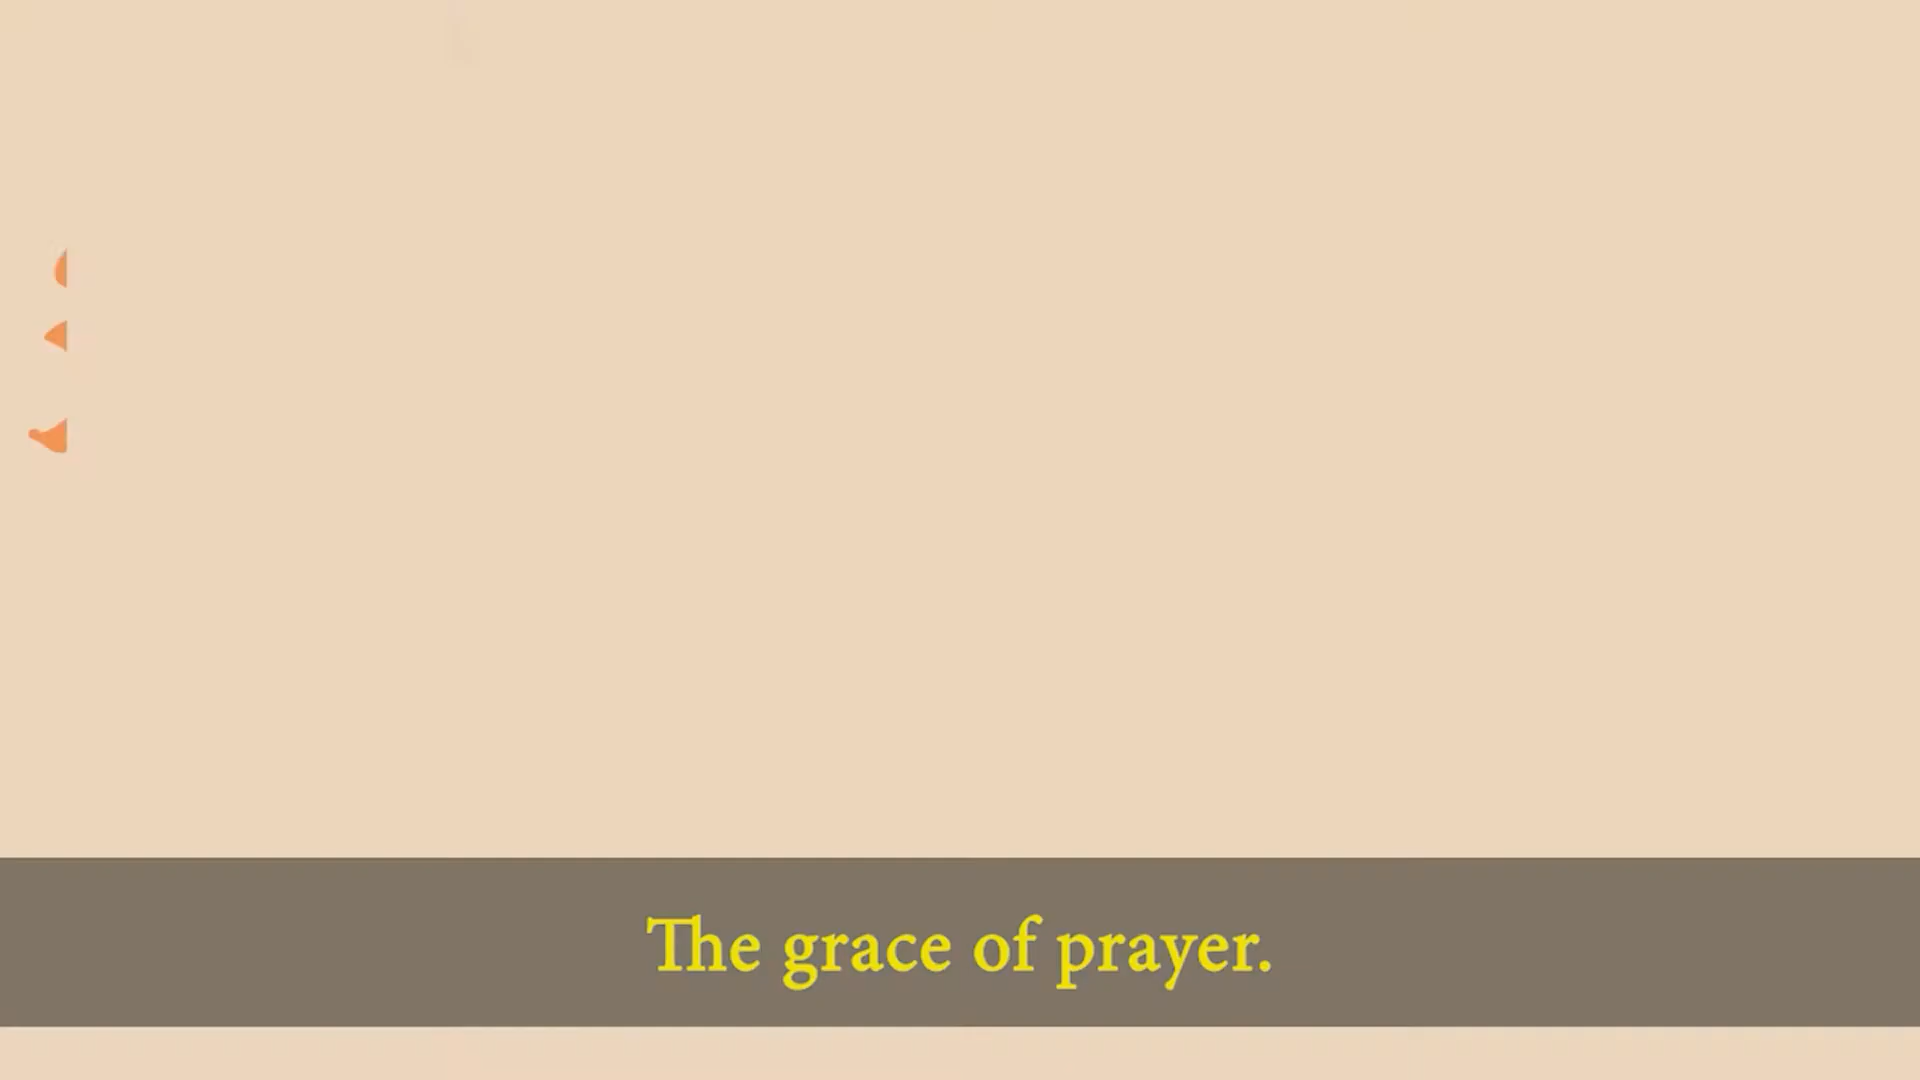 The grace of prayer.